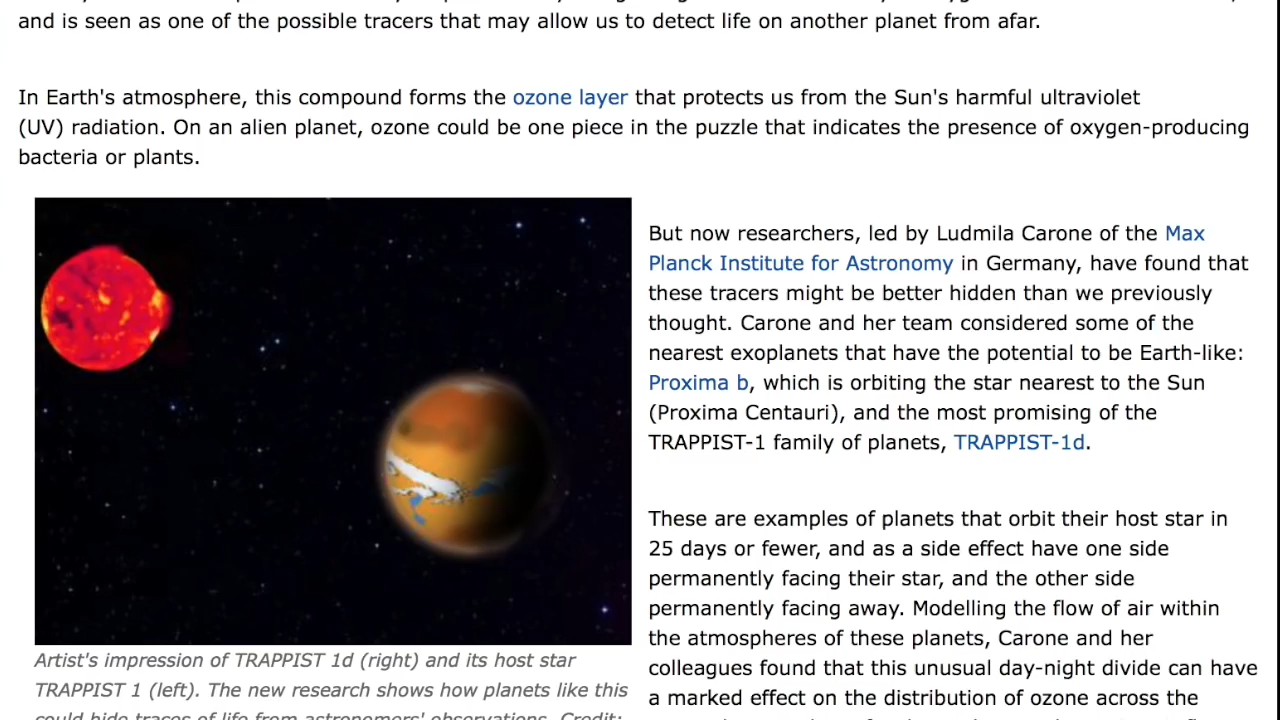 and is seen as one of the possible tracers that may allow us to detect life on another planet from afar.
In Earth's atmosphere, this compound forms the ozone layer that protects us from the Sun's harmful ultraviolet
(UV) radiation. On an alien planet, ozone could be one piece in the puzzle that indicates the presence of oxygen-producing
bacteria or plants.
But now researchers, led by Ludmila Carone of the Max
Planck Institute for Astronomy in Germany, have found that
these tracers might be better hidden than we previously
thought. Carone and her team considered some of the
nearest exoplanets that have the potential to be Earth-like:
Proxima b, which is orbiting the star nearest to the Sun
(Proxima Centauri), and the most promising of the
TRAPPIST-1 family of planets, TRAPPIST-1d.
These are examples of planets that orbit their host star in
25 days or fewer, and as a side effect have one side
permanently facing their star, and the other side
permanently facing away. Modelling the flow of air within
the atmospheres of these planets, Carone and her
colleagues found that this unusual day-night divide can have
a marked effect on the distribution of ozone across the
Artist's impression of TRAPPIST 1d (right) and its host star
TRAPPIST 1 (left). The new research shows how planets like this
could hide traces of life from astronomers' observations. Credit: